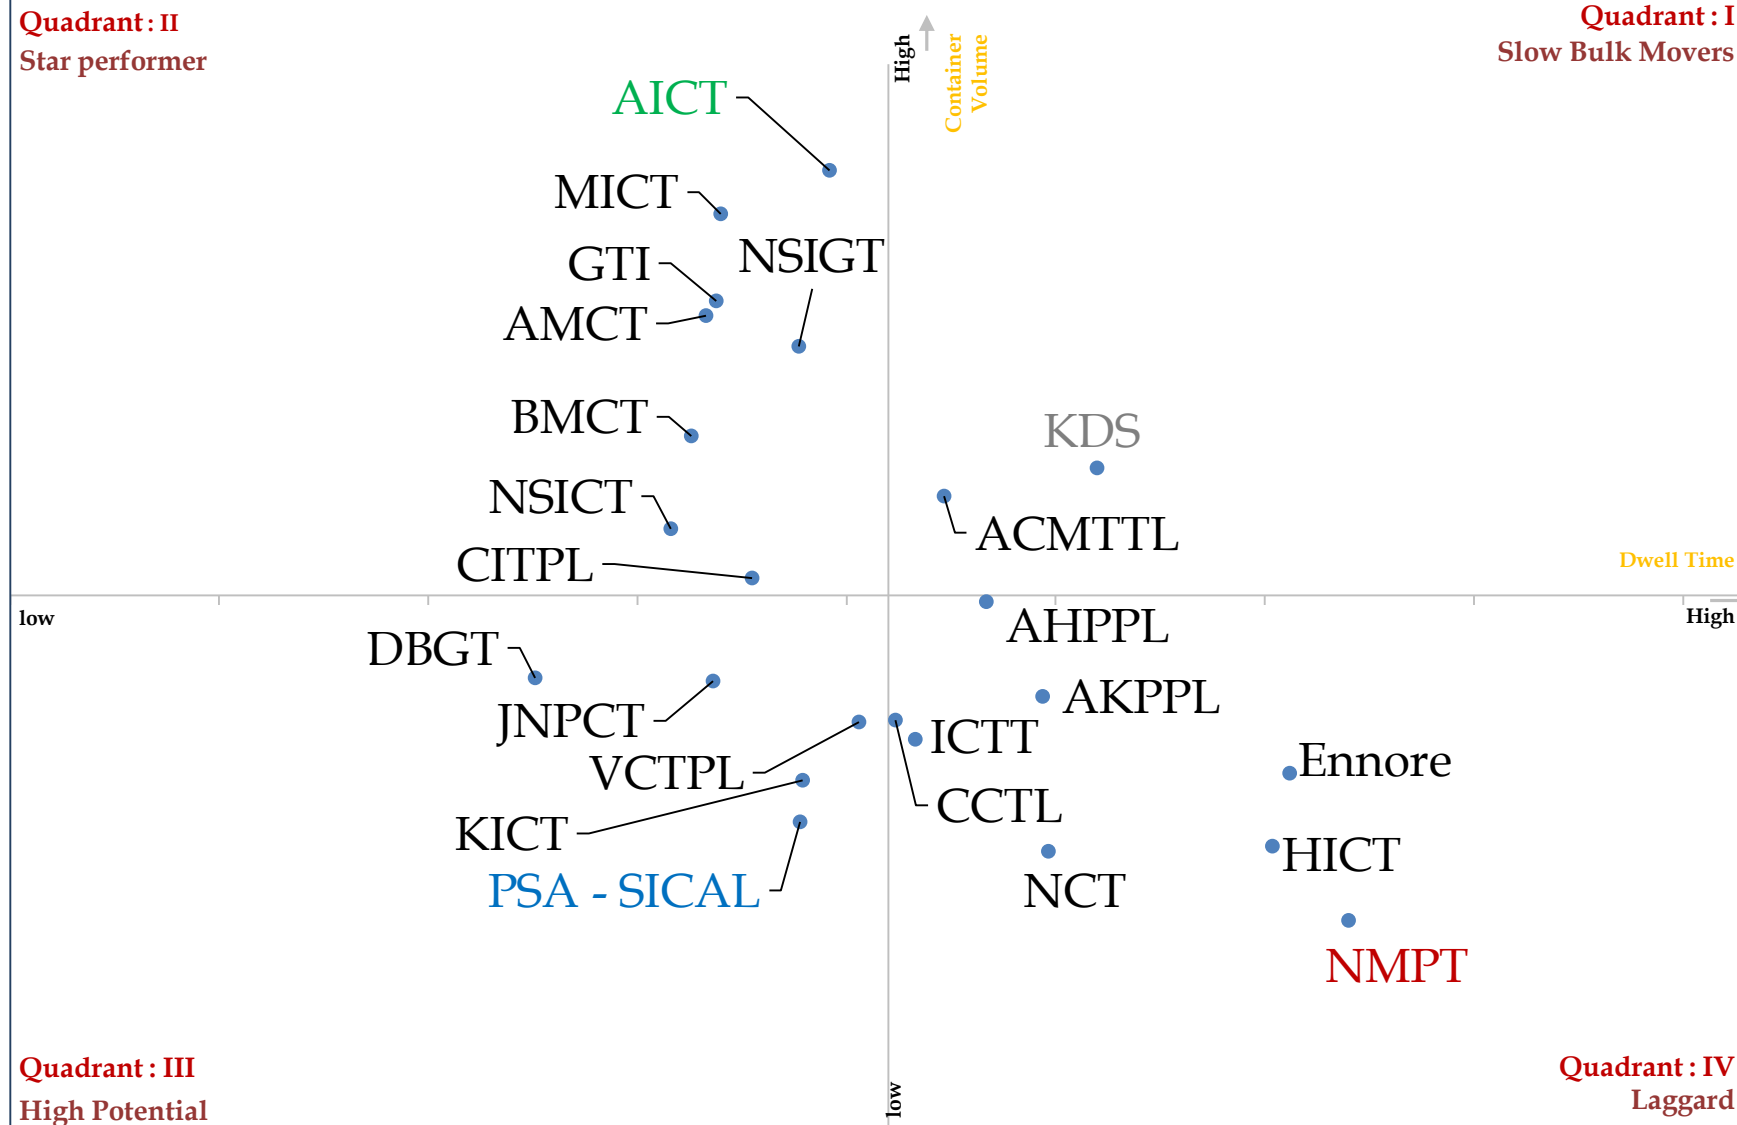 Quadrant : II
Star performer
Quadrant : I
Slow Bulk Movers
High
Container
Volume
AICT
MICT
GTI
NSIGT
AMCT
BMCT
KDS
NSICT
ACMTTL
CITPL
Dwell Time
low
High
AHPPL
DBGT
AKPPL
JNPCT
ICTT
VCTPL
Ennore
CCTL
KICT
HICT
PSA - SICAL
NCT
NMPT
Quadrant : III
High Potential
low
Quadrant : IV
Laggard